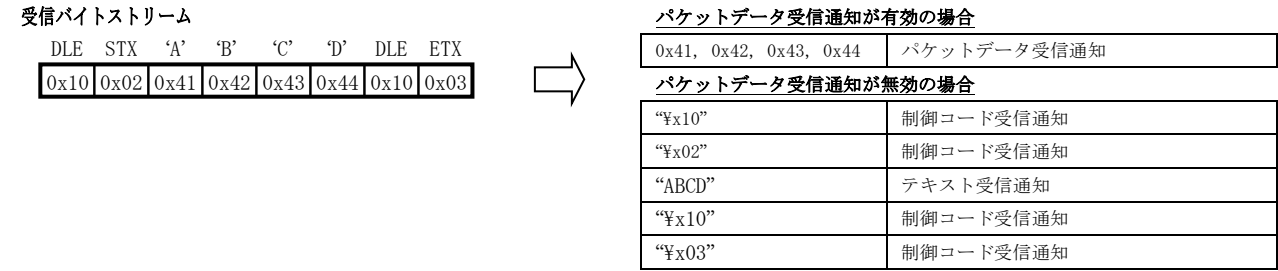 受信バイトストリーム
DLE STX ‘A’ ‘B’ ‘C’ ‘D’ DLE ETX
0x10 0x02 0x41 0x42 0x43 0x44 0x10 0x03
パケットデータ受信通知が有効の場合
0x41, 0x42, 0x43, 0x44 パケットデータ受信通知
パケットデータ受信通知が無効の場合
“¥x10” 制御コード受信通知
“¥x02” 制御コード受信通知
“ABCD” テキスト受信通知
“¥x10” 制御コード受信通知
“¥x03” 制御コード受信通知